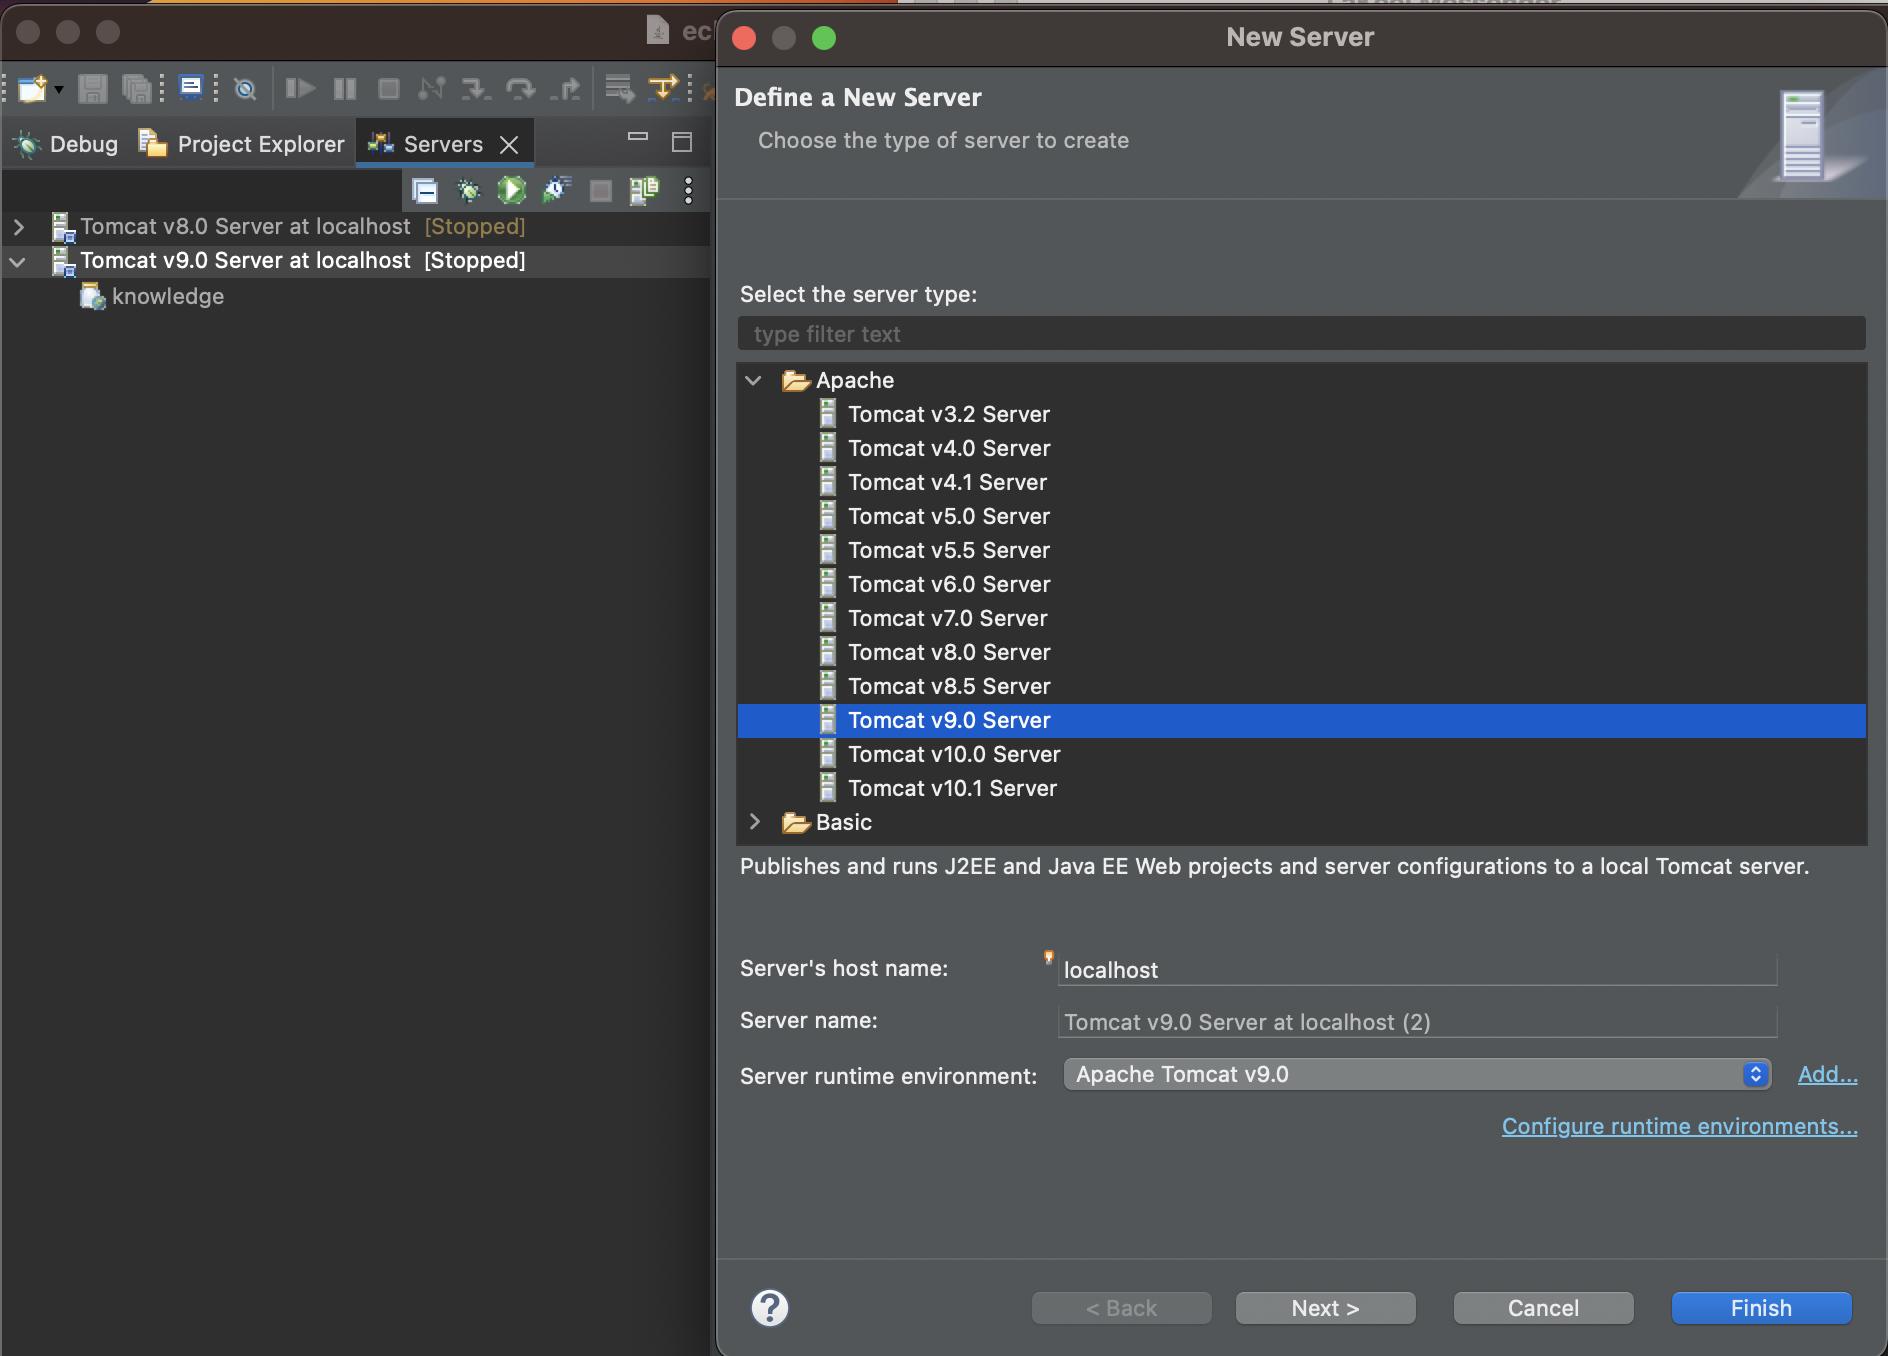 ecl
New Server
Define a New Server
Choose the type of server to create
Debug
Project Explorer
Servers
Tomcat v8.0 Server at localhost [Stopped]
Tomcat v9.0 Server at localhost [Stopped]
knowledge
Select the server type:
type filter text
Apache
Tomcat v3.2 Server
Tomcat v4.0 Server
Tomcat v4.1 Server
Tomcat v5.0 Server
Tomcat v5.5 Server
Tomcat v6.0 Server
Tomcat v7.0 Server
Tomcat v8.0 Server
Tomcat v8.5 Server
Tomcat v9.0 Server
Tomcat v10.0 Server
Tomcat v10.1 Server
Basic
Publishes and runs J2EE and Java EE Web projects and server configurations to a local Tomcat server.
Server's host name: localhost
Server name: Tomcat v9.0 Server at localhost (2)
Server runtime environment: Apache Tomcat v9.0 Add...
Configure runtime environments...
?
< Back Next > Cancel Finish